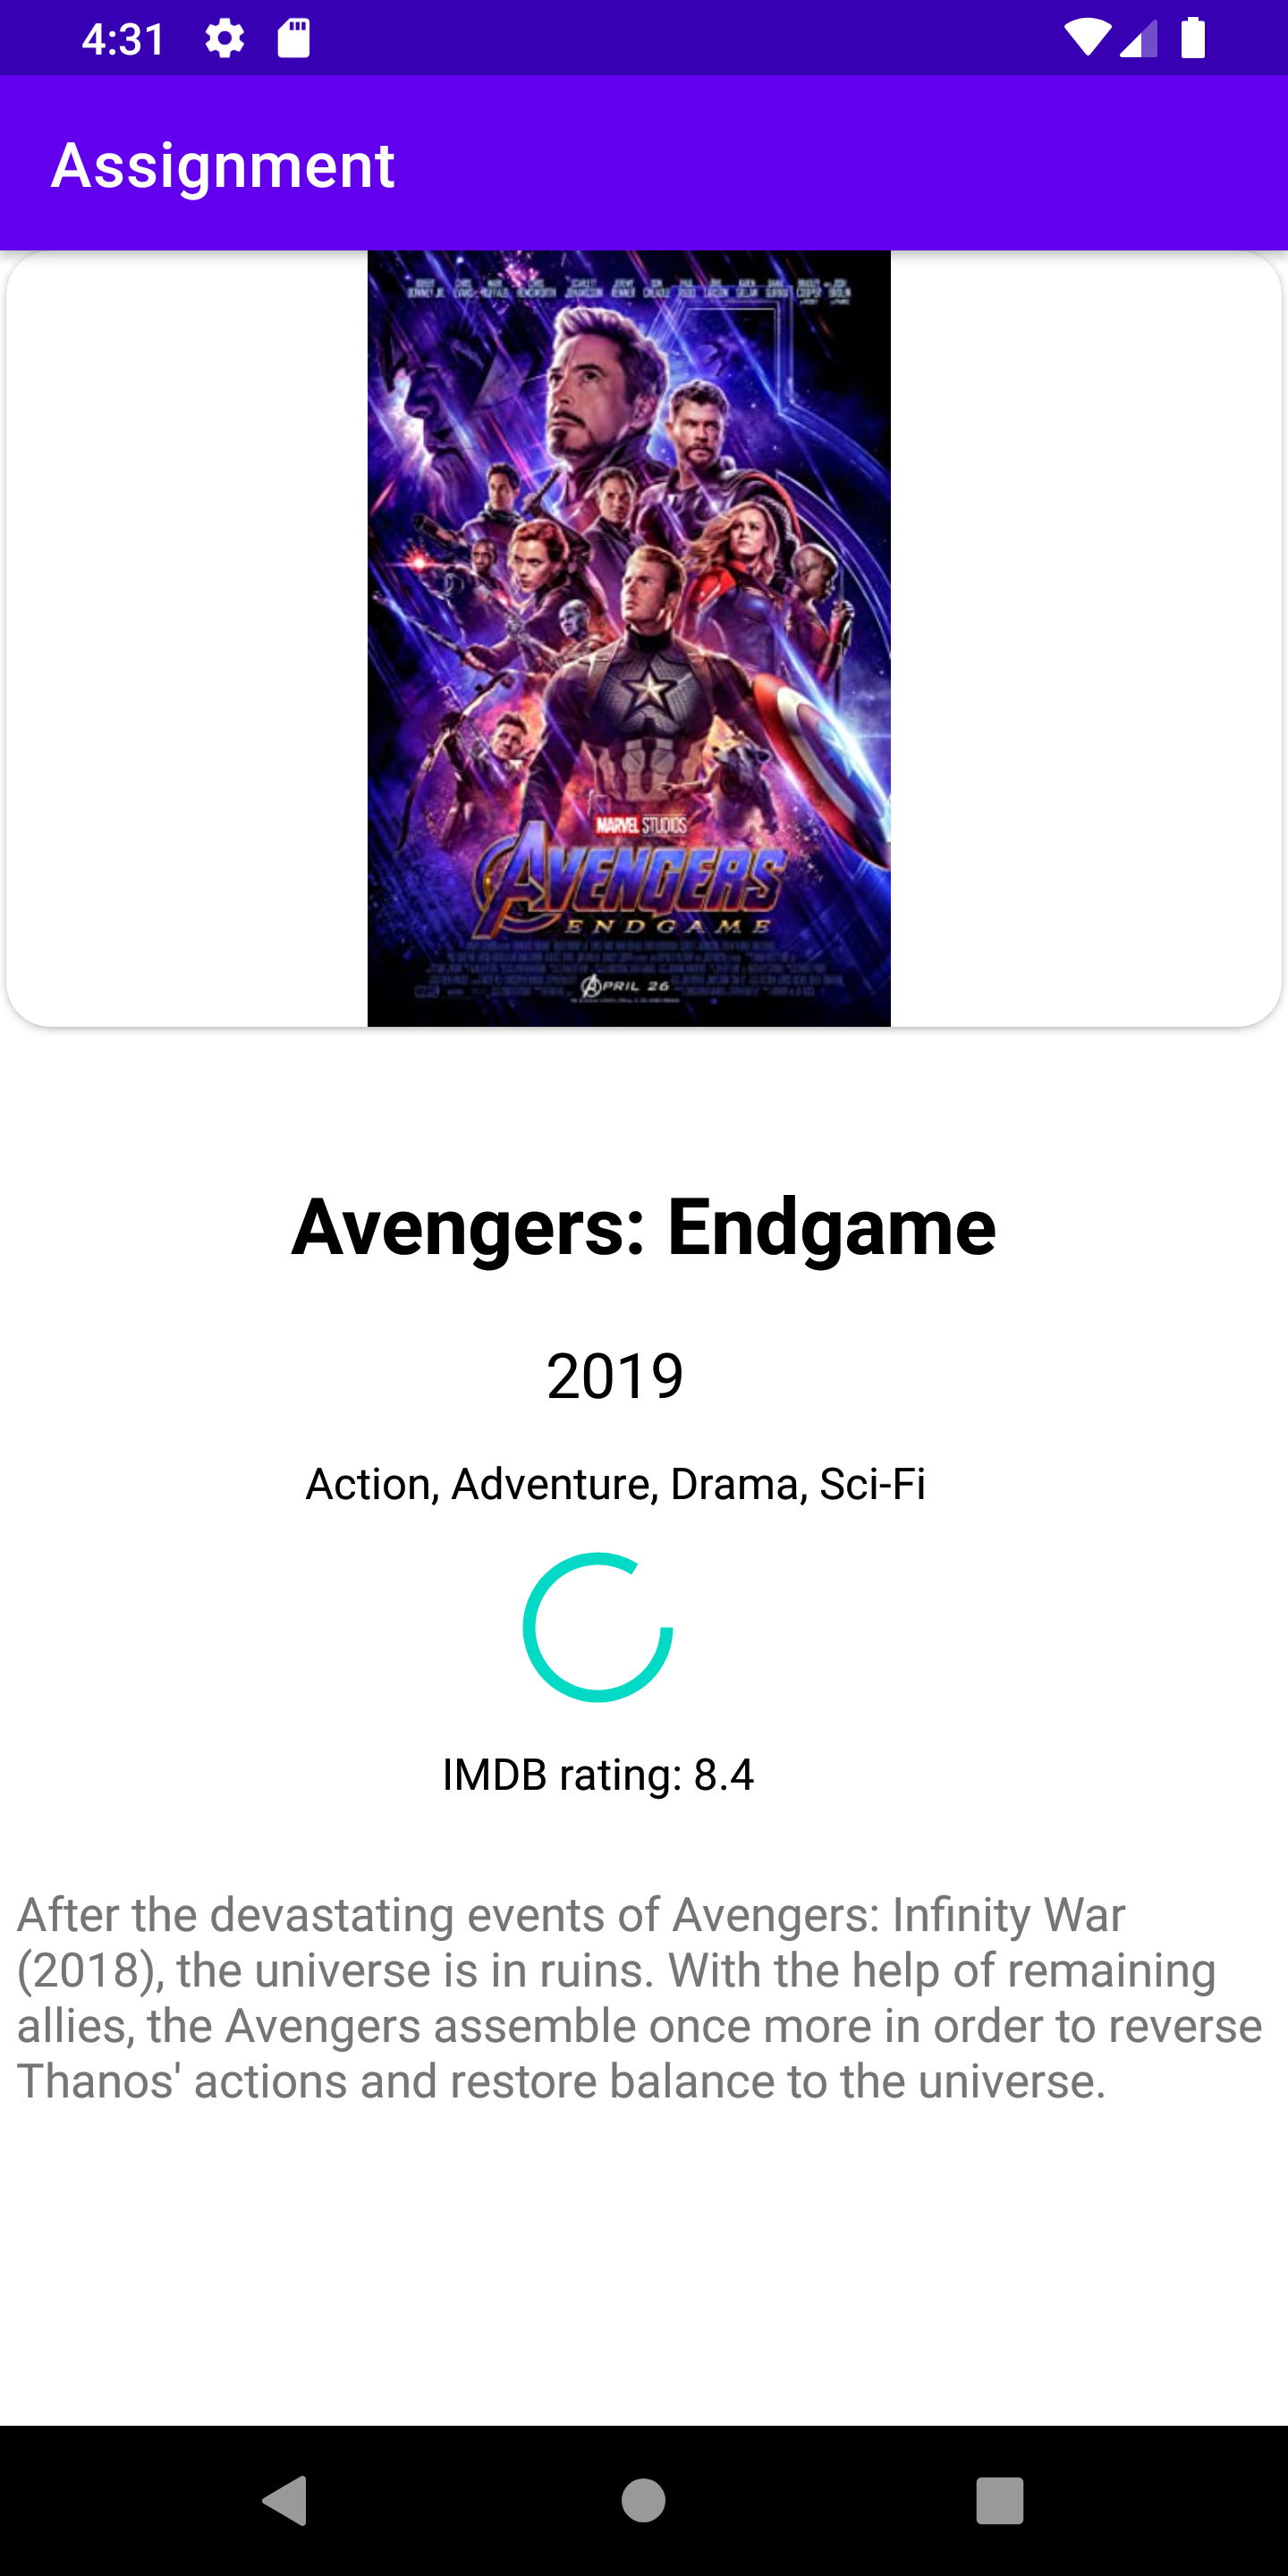 4:31
Assignment
MARVEL STUDIOS
AVENGERS
ENDGAME
APRIL 26
Avengers: Endgame
2019
Action, Adventure, Drama, Sci-Fi
IMDB rating: 8.4
After the devastating events of Avengers: Infinity War
(2018), the universe is in ruins. With the help of remaining
allies, the Avengers assemble once more in order to reverse
Thanos' actions and restore balance to the universe.